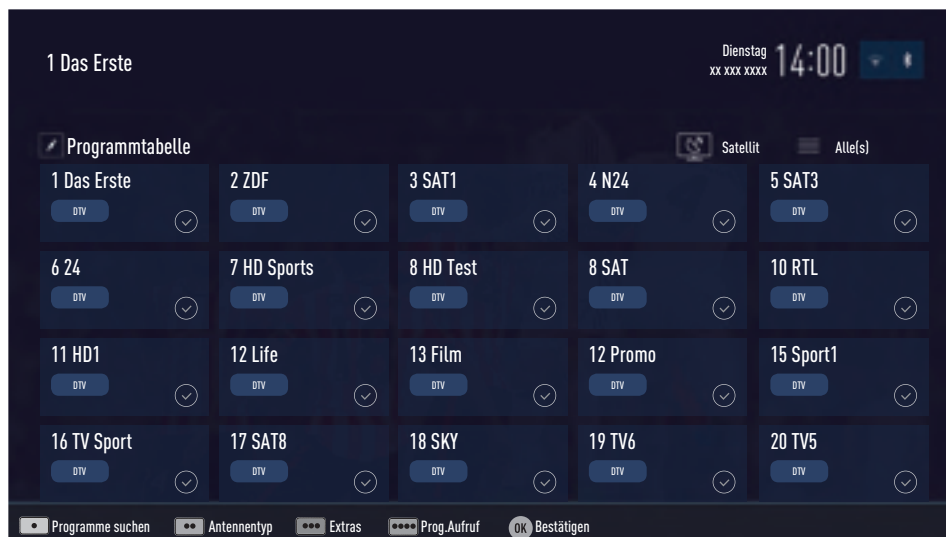 1 Das Erste
Dienstag
xx xxx xxxx
14:00
Programmtabelle
Satellit
Alle(s)
1 Das Erste 2 ZDF 3 SAT1 4 N24 5 SAT3
DTV DTV DTV DTV DTV
6 24 7 HD Sports 8 HD Test 8 SAT 10 RTL
DTV DTV DTV DTV DTV
11 HD1 12 Life 13 Film 12 Promo 15 Sport1
DTV DTV DTV DTV DTV
16 TV Sport 17 SAT8 18 SKY 19 TV6 20 TV5
DTV DTV DTV DTV DTV
Programme suchen Antennentyp Extras Prog.Aufruf OK Bestätigen